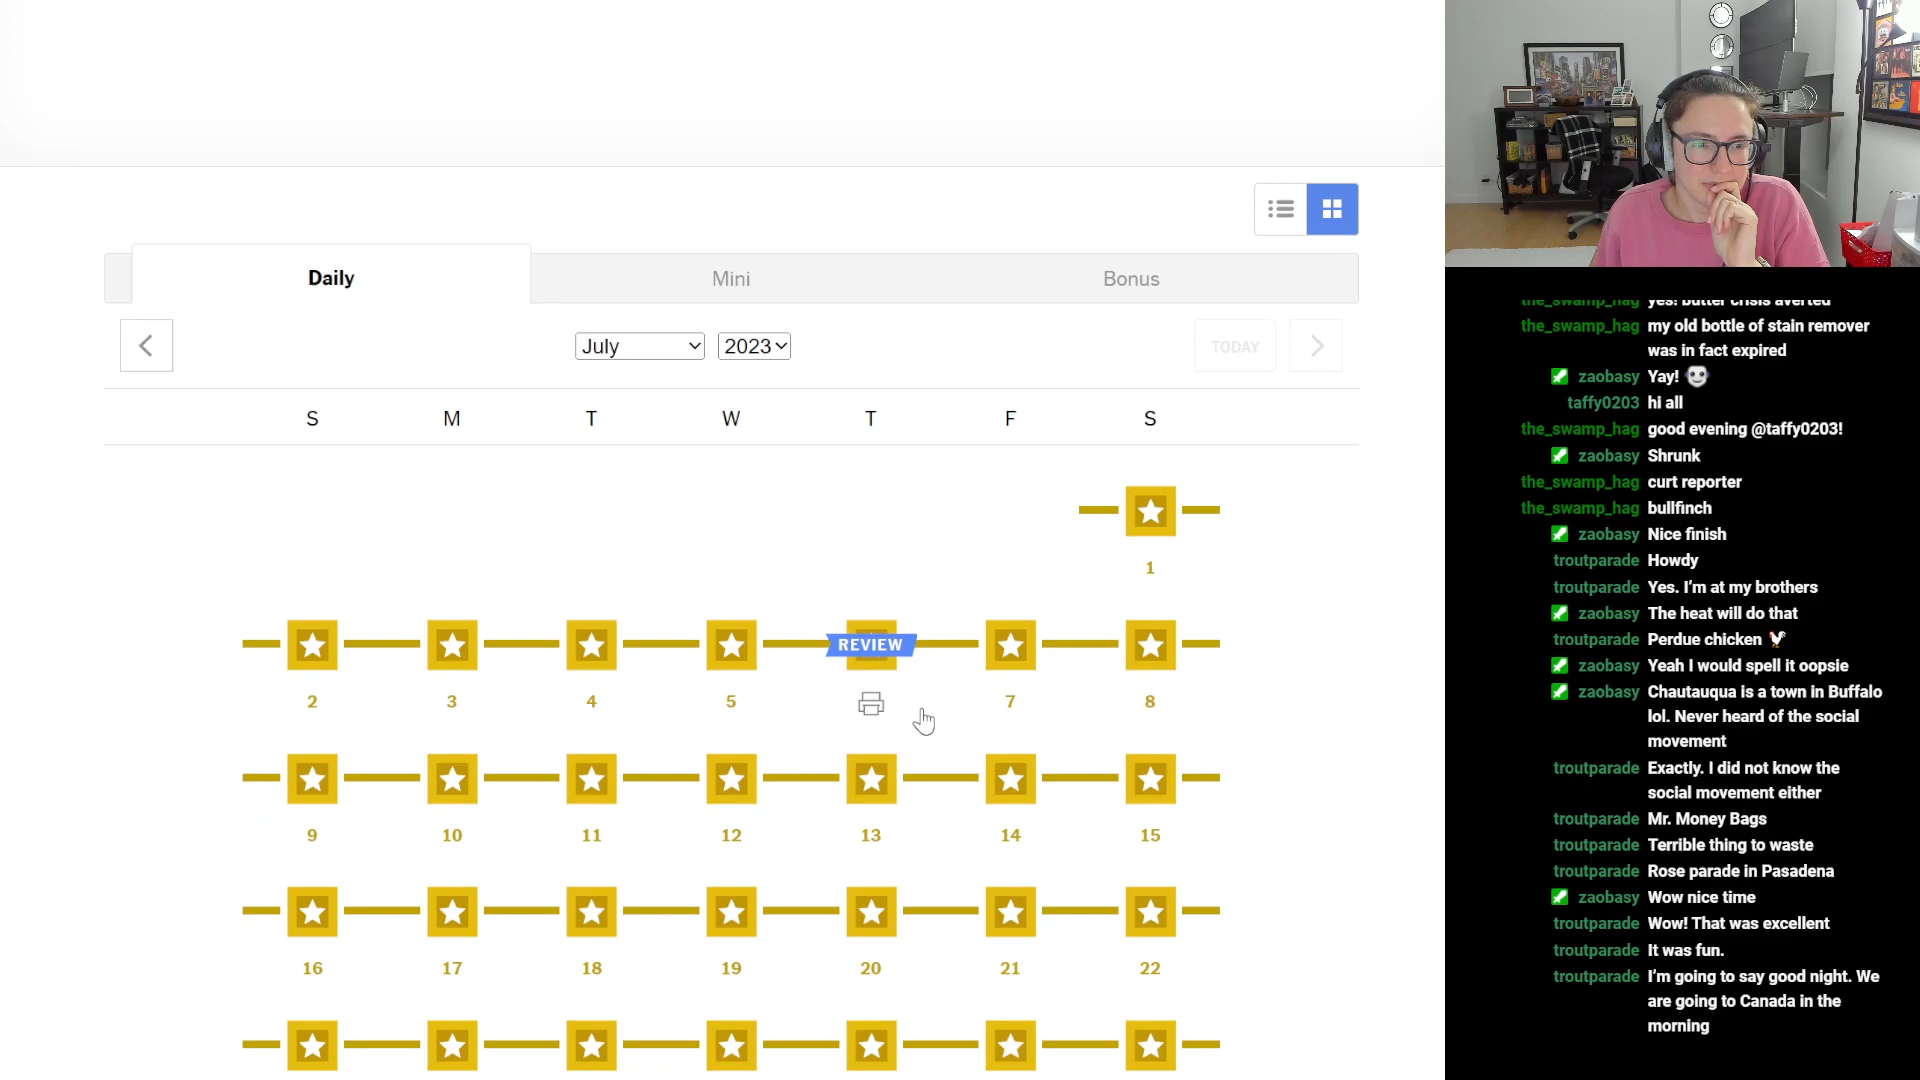 Daily
Mini
Bonus
July
2023
TODAY
S M T W T F S
1
2 3 4 5 REVIEW 7 8
9 10 11 12 13 14 15
16 17 18 19 20 21 22
the_swamp_hag yes! butter crisis averted
the_swamp_hag my old bottle of stain remover
was in fact expired
zaobasy Yay!
taffy0203 hi all
the_swamp_hag good evening @taffy0203!
zaobasy Shrunk
the_swamp_hag curt reporter
the_swamp_hag bullfinch
zaobasy Nice finish
troutparade Howdy
troutparade Yes. I'm at my brothers
zaobasy The heat will do that
troutparade Perdue chicken 🐓
zaobasy Yeah I would spell it oopsie
zaobasy Chautauqua is a town in Buffalo
lol. Never heard of the social
movement
troutparade Exactly. I did not know the
social movement either
troutparade Mr. Money Bags
troutparade Terrible thing to waste
troutparade Rose parade in Pasadena
zaobasy Wow nice time
troutparade Wow! That was excellent
troutparade It was fun.
troutparade I'm going to say good night. We
are going to Canada in the
morning